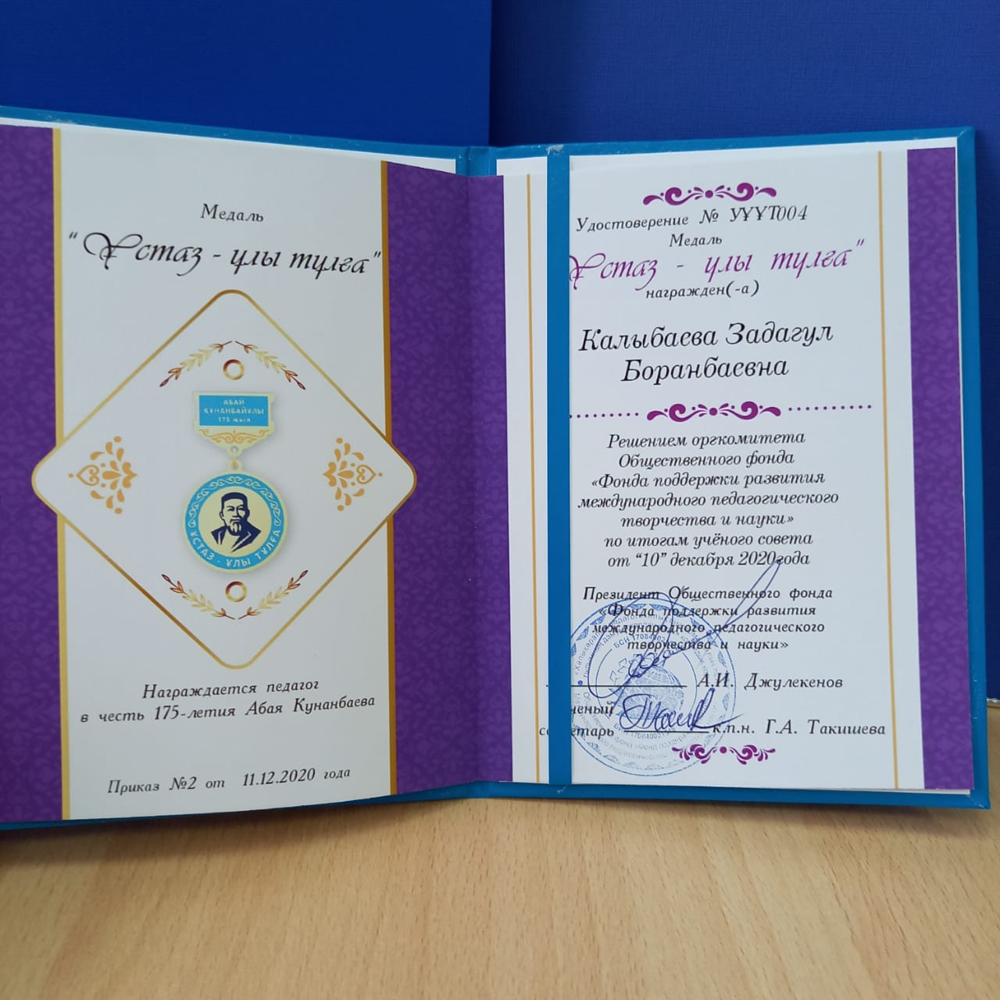 Медаль
"Ұстаз - ұлы тұлға"
АБАЙ
ҚҰНАНБАЙҰЛЫ
175 жыл
ҰСТАЗ - ҰЛЫ ТҰЛҒА
Награждается педагог
в честь 175-летия Абая Кунанбаева
Приказ №2 от 11.12.2020 года
Удостоверение № УҰҰТ004
Медаль
Ұстаз - ұлы тұлға"
награжден(-а)
Калыбаева Задагул
Боранбаевна
Решением оргкомитета
Общественного фонда
«Фонда поддержки развития
международного педагогического
творчества и науки»
по итогам учёного совета
от "10" декабря 2020года
Президент Общественного фонда
«Фонда поддержки развития
международного педагогического
творчества и науки»
А.И. Джулекенов
к.п.н. Г.А. Такишева